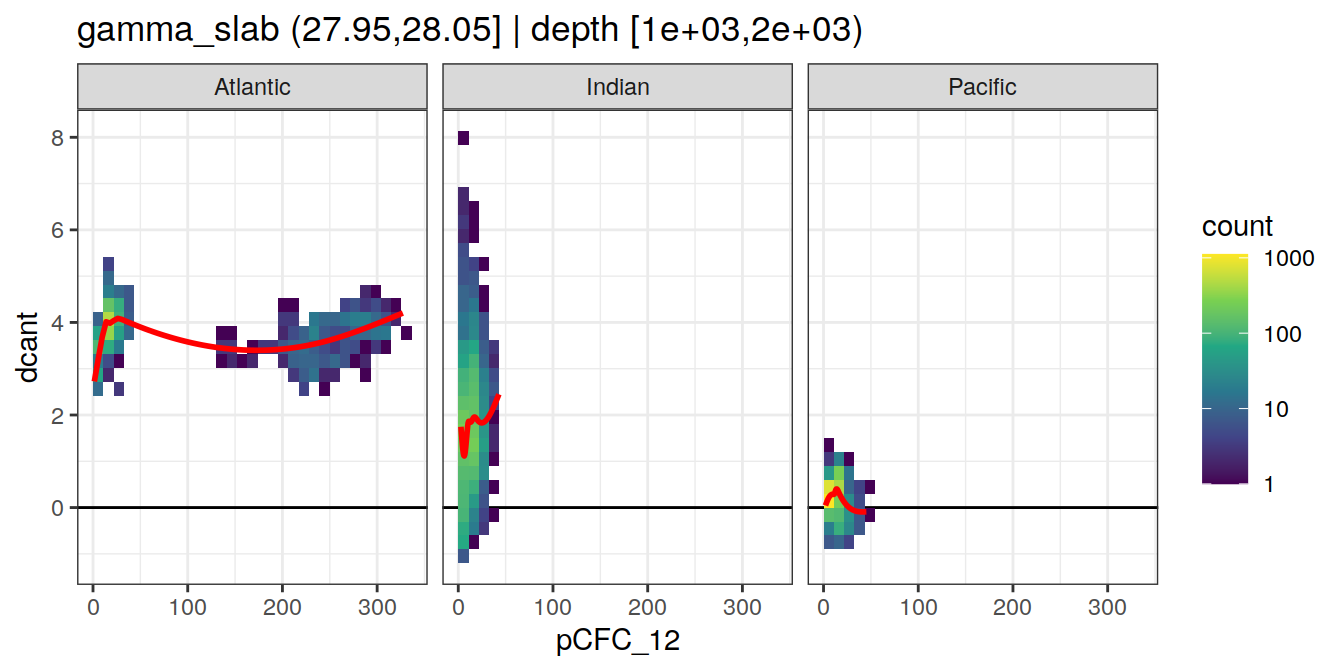 gamma_slab (27.95,28.05] | depth [1e+03,2e+03)
Atlantic
Indian
Pacific
dcant
8
6
4
2
0
0 100 200 300
0 100 200 300
0 100 200 300
pCFC_12
count
1000
100
10
1